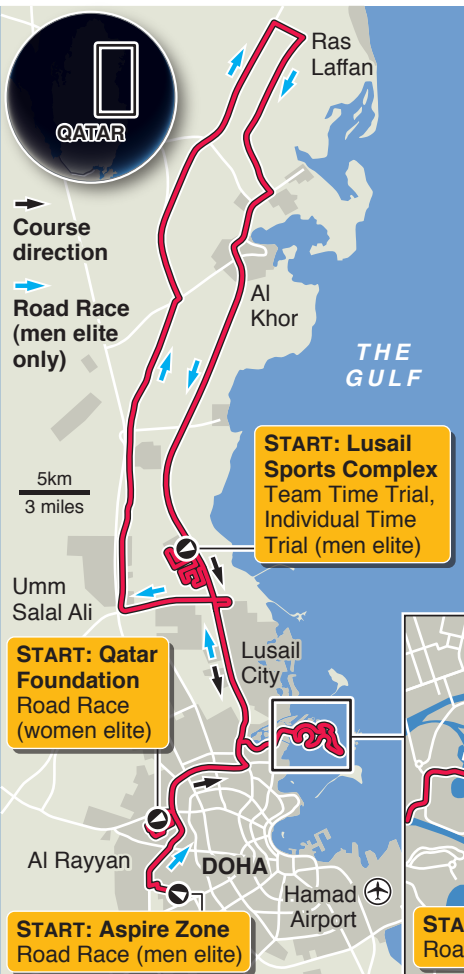 Ras
Laffan
QATAR
Course
direction
Road Race
(men elite
only)
Al
Khor
THE
GULF
START: Lusail
Sports Complex
Team Time Trial,
Individual Time
Trial (men elite)
5km
3 miles
Umm
Salal Ali
START: Qatar
Foundation
Road Race
(women elite)
Lusail
City
Al Rayyan
DOHA
Hamad
Airport
START: Aspire Zone
Road Race (men elite)
STA
Roa